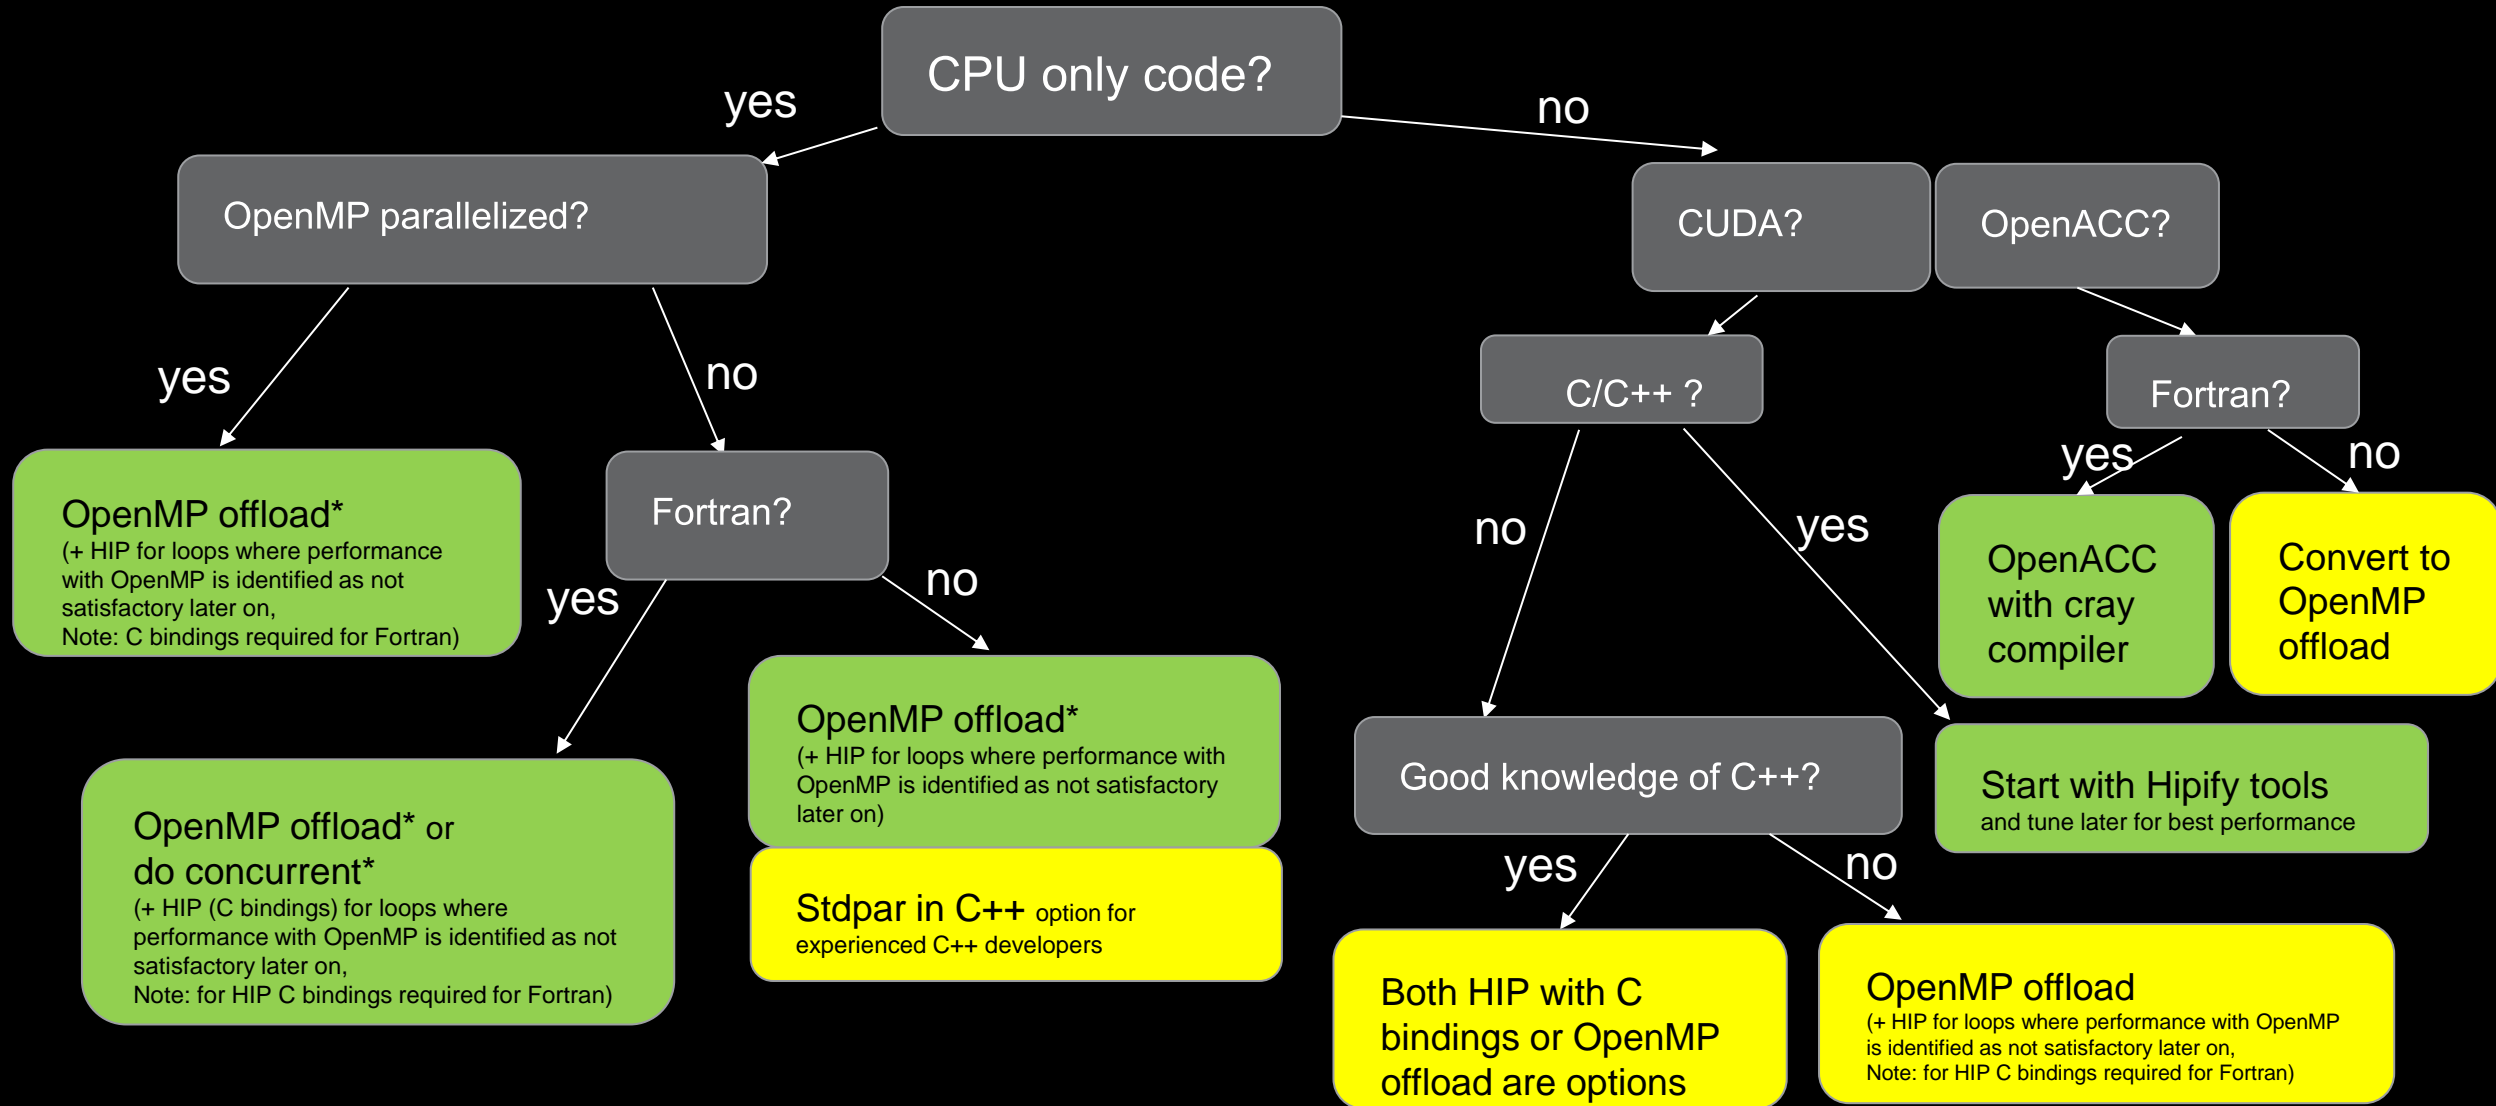 CPU only code?
yes
no
OpenMP parallelized?
CUDA?
OpenACC?
yes
no
C/C++ ?
Fortran?
OpenMP offload*
(+ HIP for loops where performance
with OpenMP is identified as not
satisfactory later on,
Note: C bindings required for Fortran)
Fortran?
yes
no
no
yes
yes
no
OpenACC
with cray
compiler
Convert to
OpenMP
offload
OpenMP offload* or
do concurrent*
(+ HIP (C bindings) for loops where
performance with OpenMP is identified as not
satisfactory later on,
Note: for HIP C bindings required for Fortran)
OpenMP offload*
(+ HIP for loops where performance with
OpenMP is identified as not satisfactory
later on)
Stdpar in C++ option for
experienced C++ developers
Good knowledge of C++?
Start with Hipify tools
and tune later for best performance
yes
no
Both HIP with C
bindings or OpenMP
offload are options
OpenMP offload
(+ HIP for loops where performance with OpenMP
is identified as not satisfactory later on,
Note: for HIP C bindings required for Fortran)